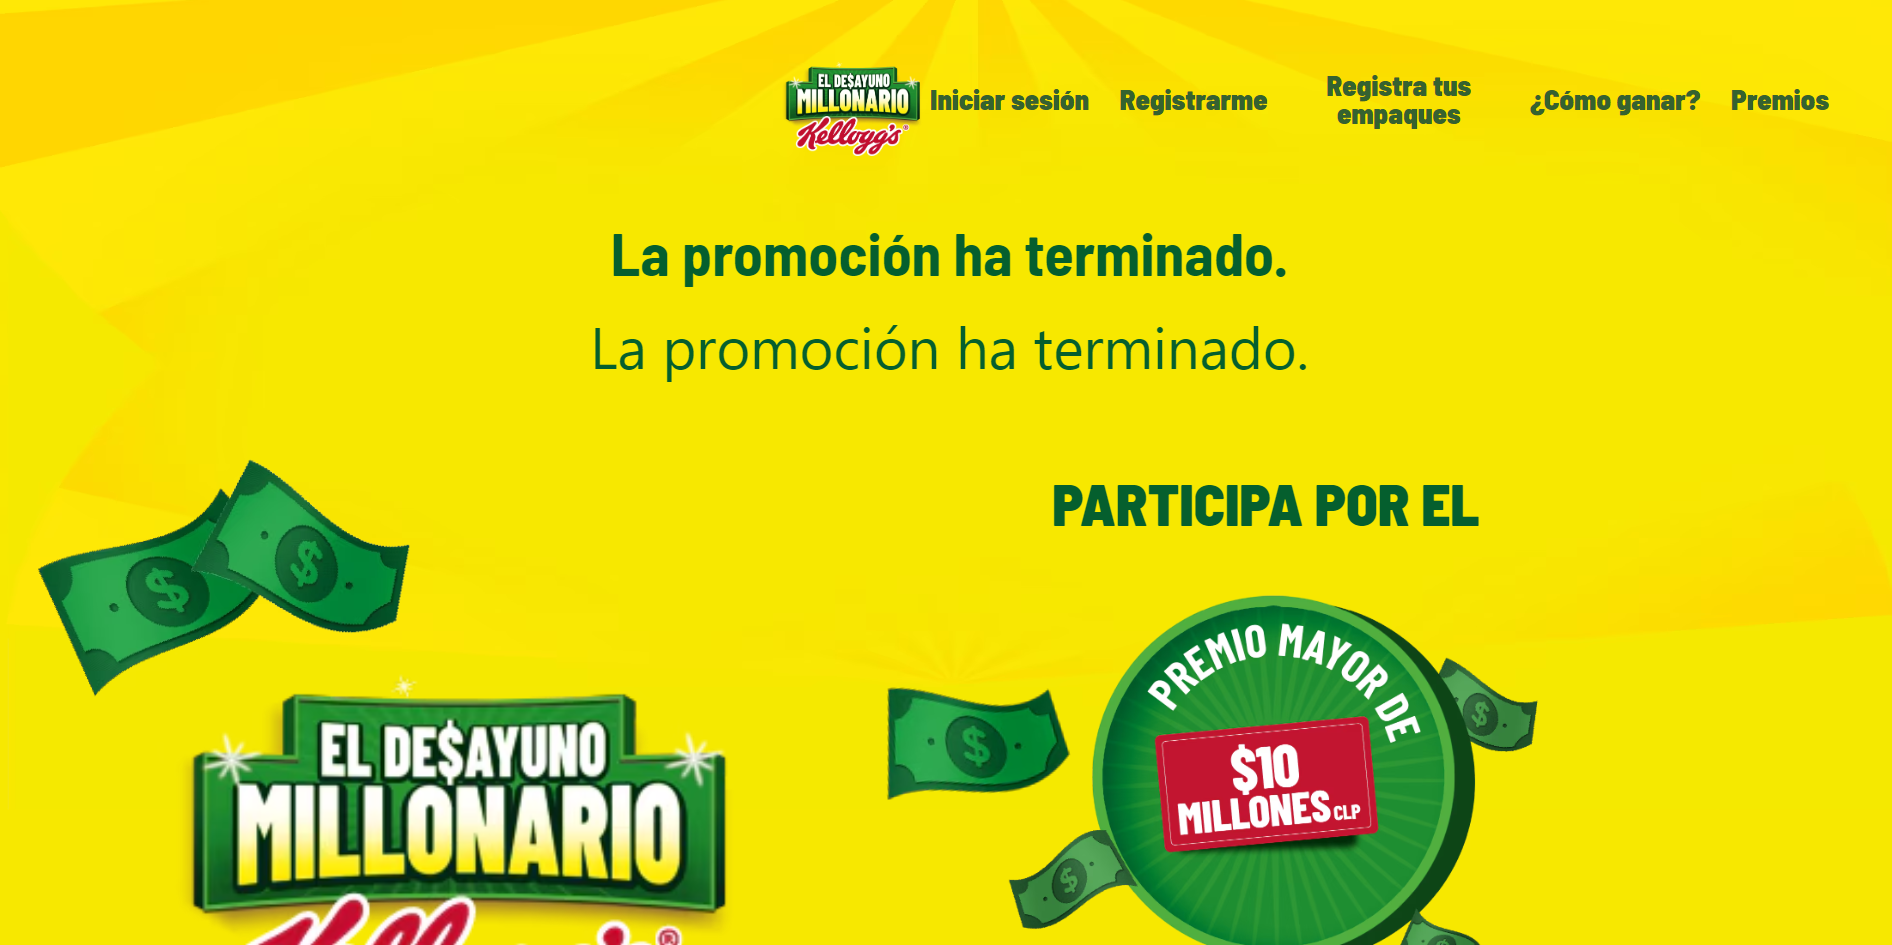 EL DE$AYUNO
MILLONARIO
Kellogg's®
Iniciar sesión
Registrarme
Registra tus
empaques
¿Cómo ganar?
Premios
La promoción ha terminado.
La promoción ha terminado.
PARTICIPA POR EL
PREMIO MAYOR DE
$10
MILLONES CLP
EL DE$AYUNO
MILLONARIO
Kellogg's®